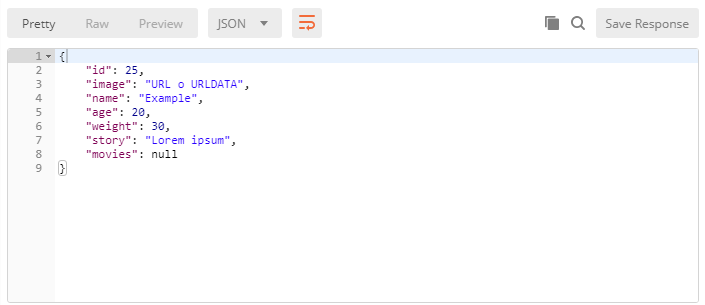 Pretty Raw Preview JSON Save Response
1 {
2 "id": 25,
3 "image": "URL o URLDATA",
4 "name": "Example",
5 "age": 20,
6 "weight": 30,
7 "story": "Lorem ipsum",
8 "movies": null
9 }